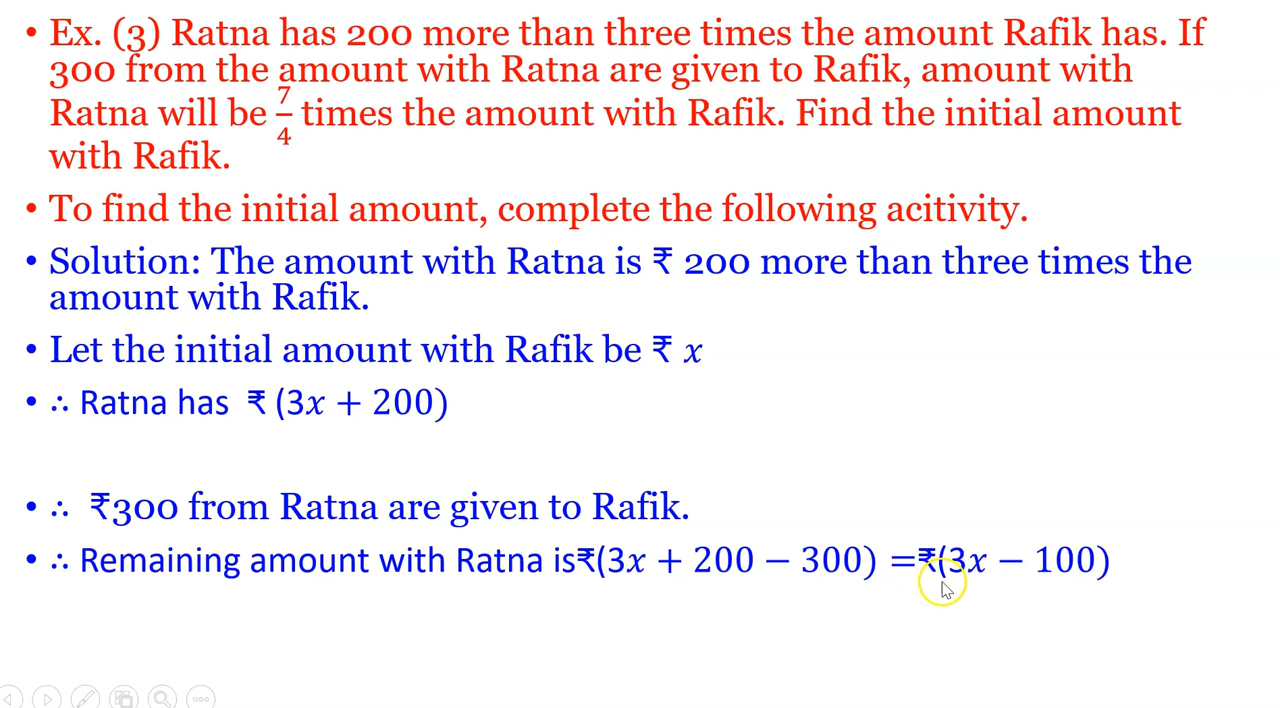 • Ex. (3) Ratna has 200 more than three times the amount Rafik has. If
300 from the amount with Ratna are given to Rafik, amount with
Ratna will be 7/4 times the amount with Rafik. Find the initial amount
with Rafik.
• To find the initial amount, complete the following acitivity.
• Solution: The amount with Ratna is ₹ 200 more than three times the
amount with Rafik.
• Let the initial amount with Rafik be ₹ x
• ∴ Ratna has ₹ (3x + 200)
• ∴ ₹300 from Ratna are given to Rafik.
• ∴ Remaining amount with Ratna is₹(3x + 200 − 300) =₹(3x − 100)